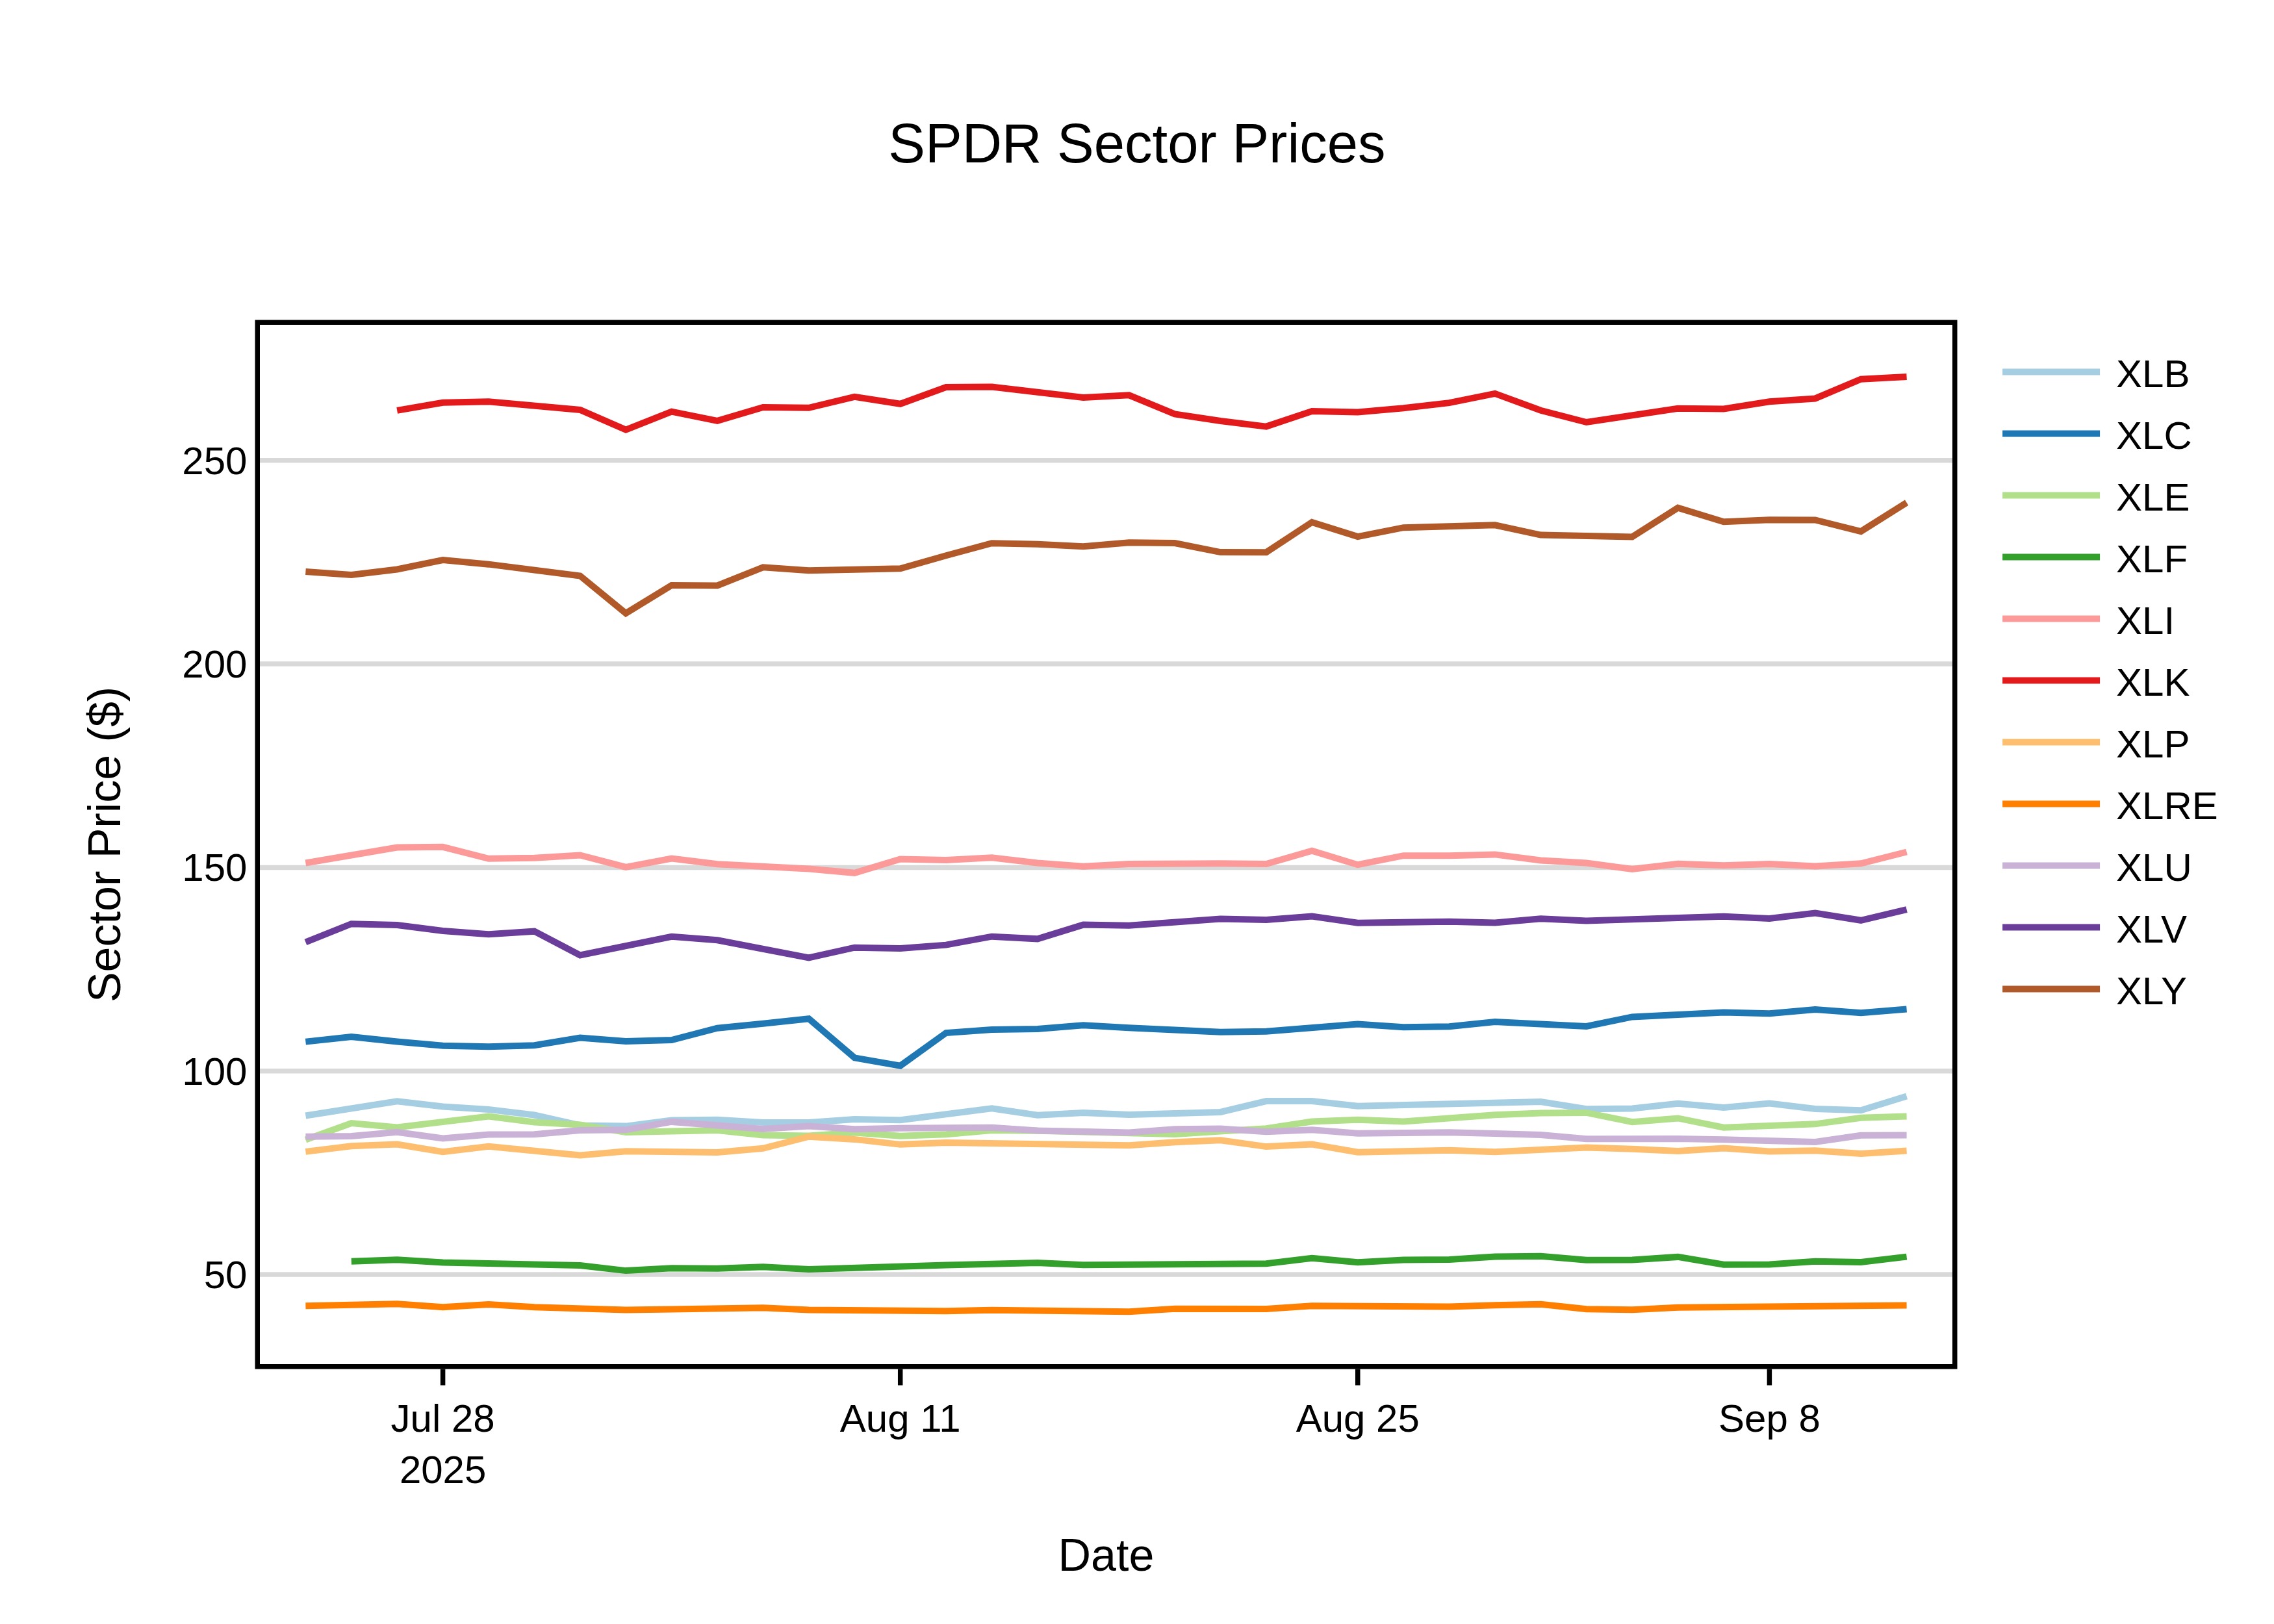 SPDR Sector Prices
Sector Price ($)
250
200
150
100
50
Jul 28
2025
Aug 11
Aug 25
Sep 8
Date
XLB
XLC
XLE
XLF
XLI
XLK
XLP
XLRE
XLU
XLV
XLY